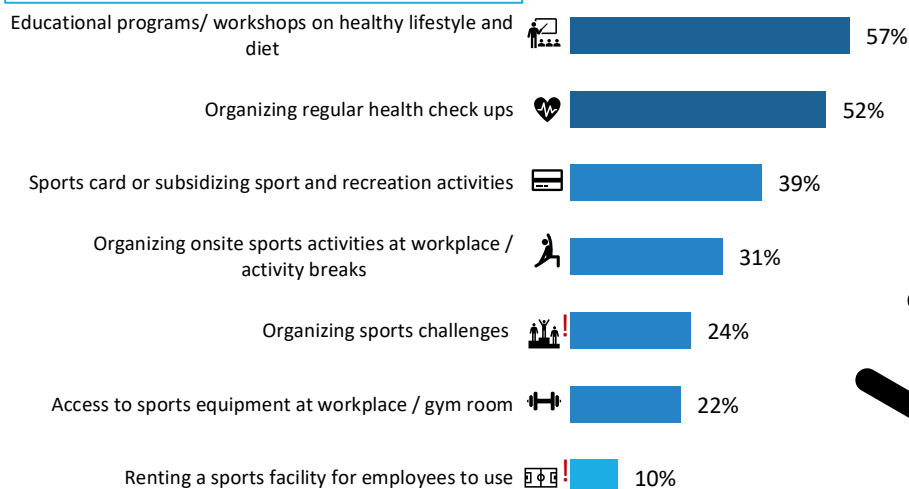 Educational programs/ workshops on healthy lifestyle and
diet
57%
Organizing regular health check ups
52%
Sports card or subsidizing sport and recreation activities
39%
Organizing onsite sports activities at workplace /
activity breaks
31%
Organizing sports challenges
!
24%
Access to sports equipment at workplace / gym room
22%
Renting a sports facility for employees to use
!
10%